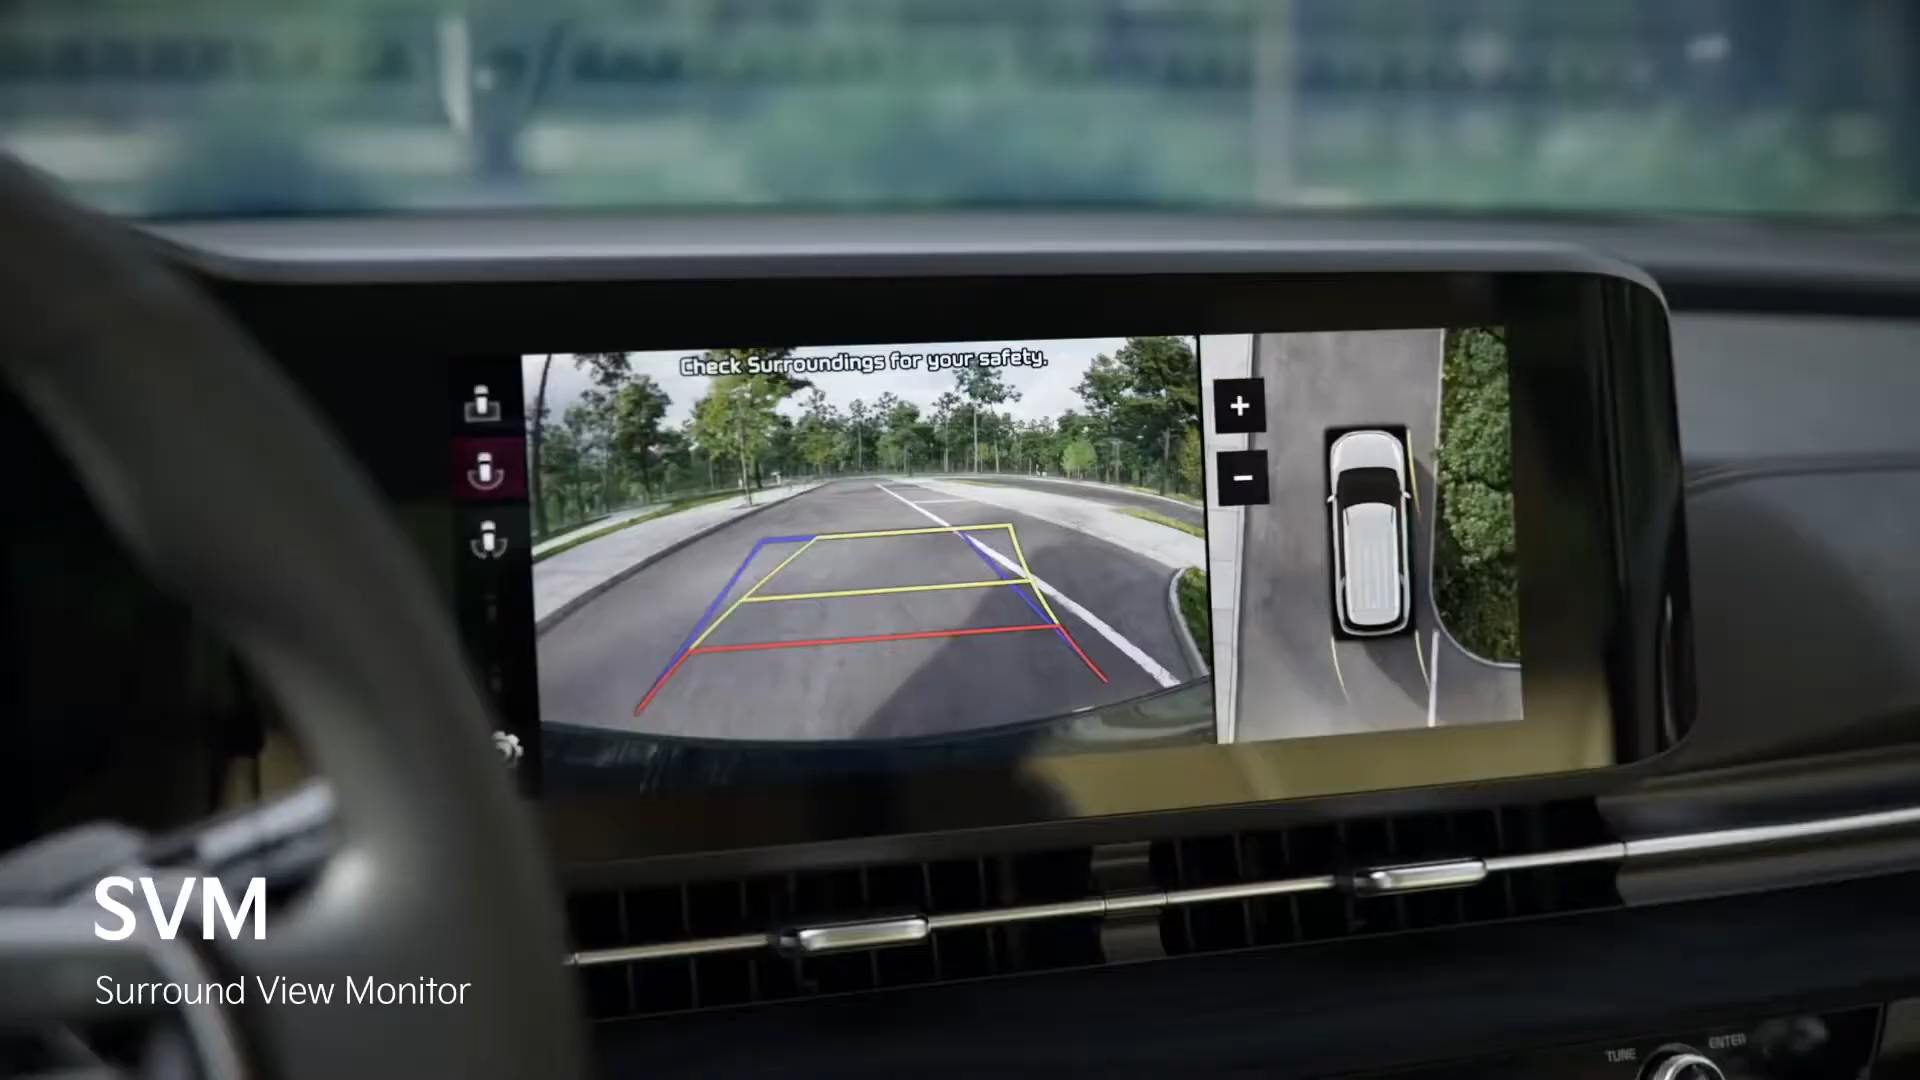 Check Surroundings for your safety.
+
-
SVM
Surround View Monitor
TUNE
ENTER